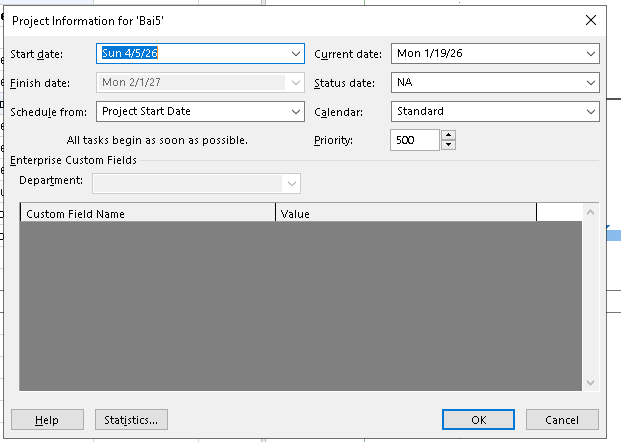 Project Information for 'Bai5'
Start date: Sun 4/5/26 Current date: Mon 1/19/26
Finish date: Mon 2/1/27 Status date: NA
Schedule from: Project Start Date Calendar: Standard
All tasks begin as soon as possible. Priority: 500
Enterprise Custom Fields
Department:
Custom Field Name Value
Help Statistics... OK Cancel